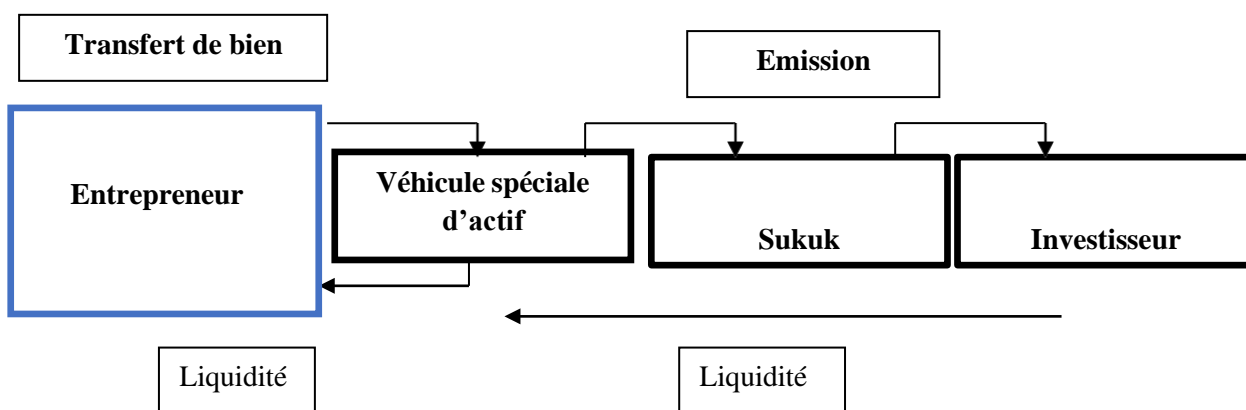 Transfert de bien
Emission
Entrepreneur
Véhicule spéciale
d’actif
Sukuk
Investisseur
Liquidité
Liquidité